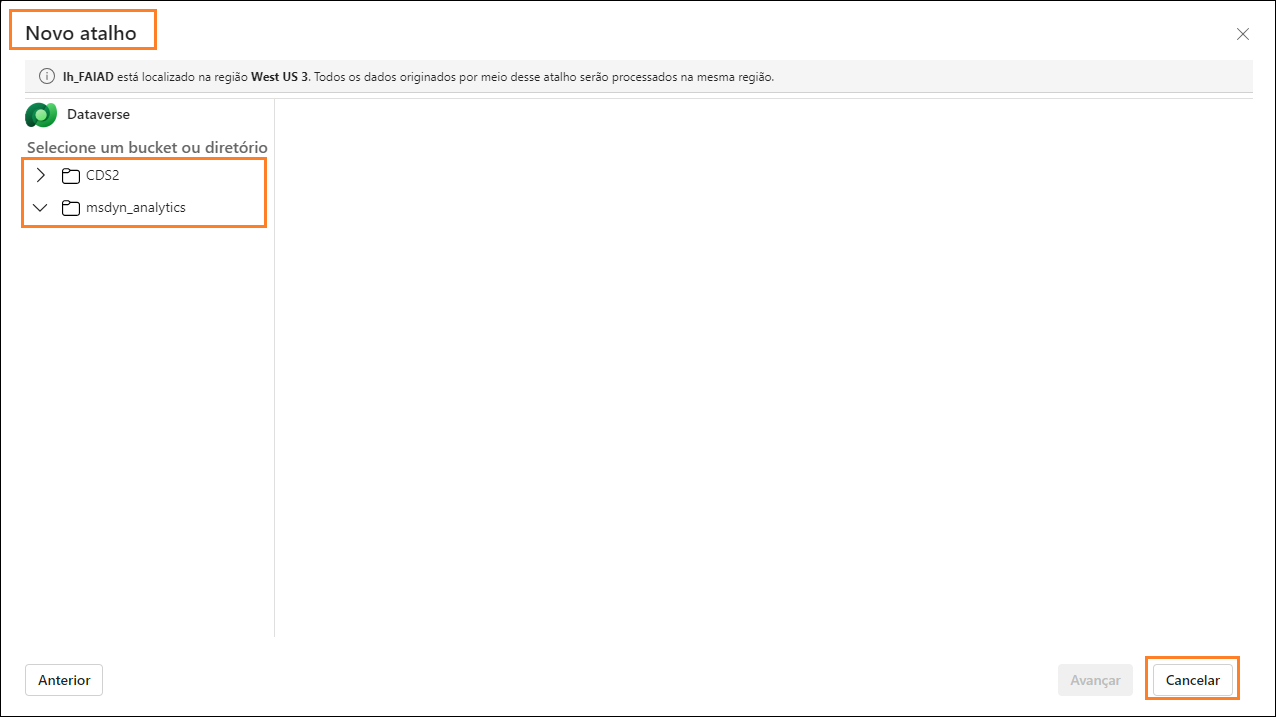 Novo atalho
lh_FAIAD está localizado na região West US 3. Todos os dados originados por meio desse atalho serão processados na mesma região.
Dataverse
Selecione um bucket ou diretório
CDS2
msdyn_analytics
Anterior
Avançar
Cancelar